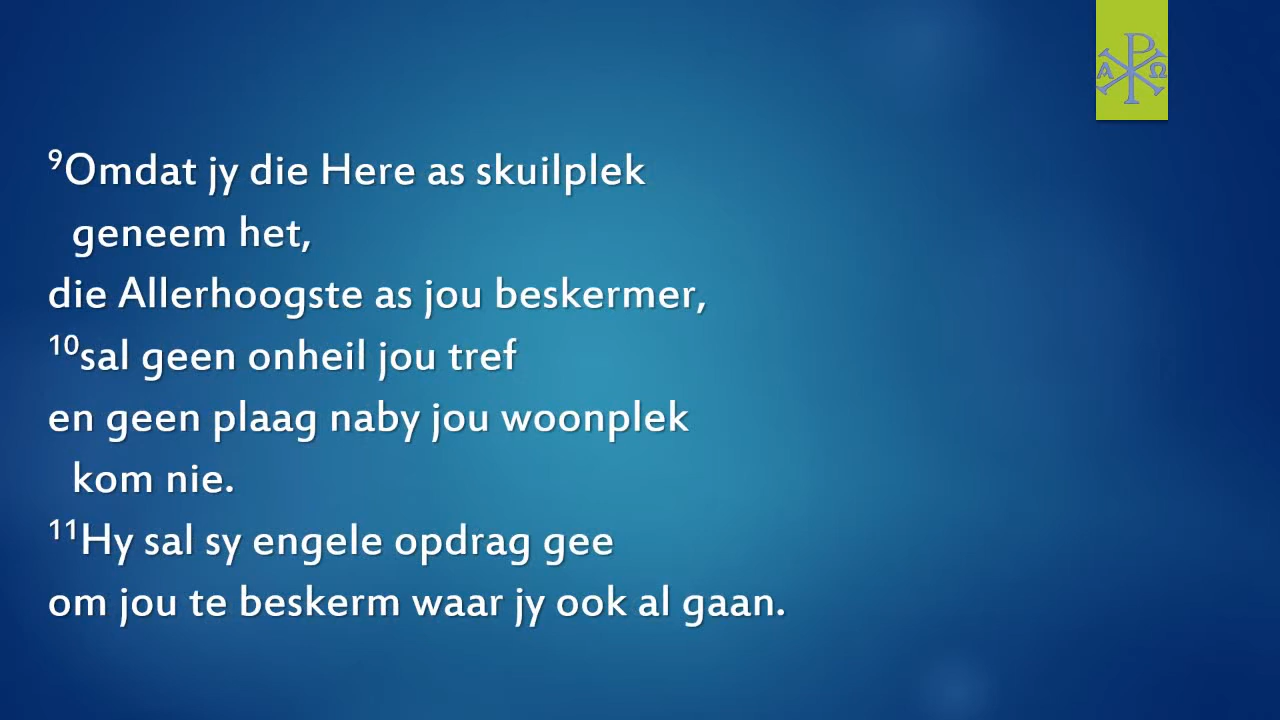 ⁹Omdat jy die Here as skuilplek
geneem het,
die Allerhoogste as jou beskermer,
¹⁰sal geen onheil jou tref
en geen plaag naby jou woonplek
kom nie.
¹¹Hy sal sy engele opdrag gee
om jou te beskerm waar jy ook al gaan.
Α Ω